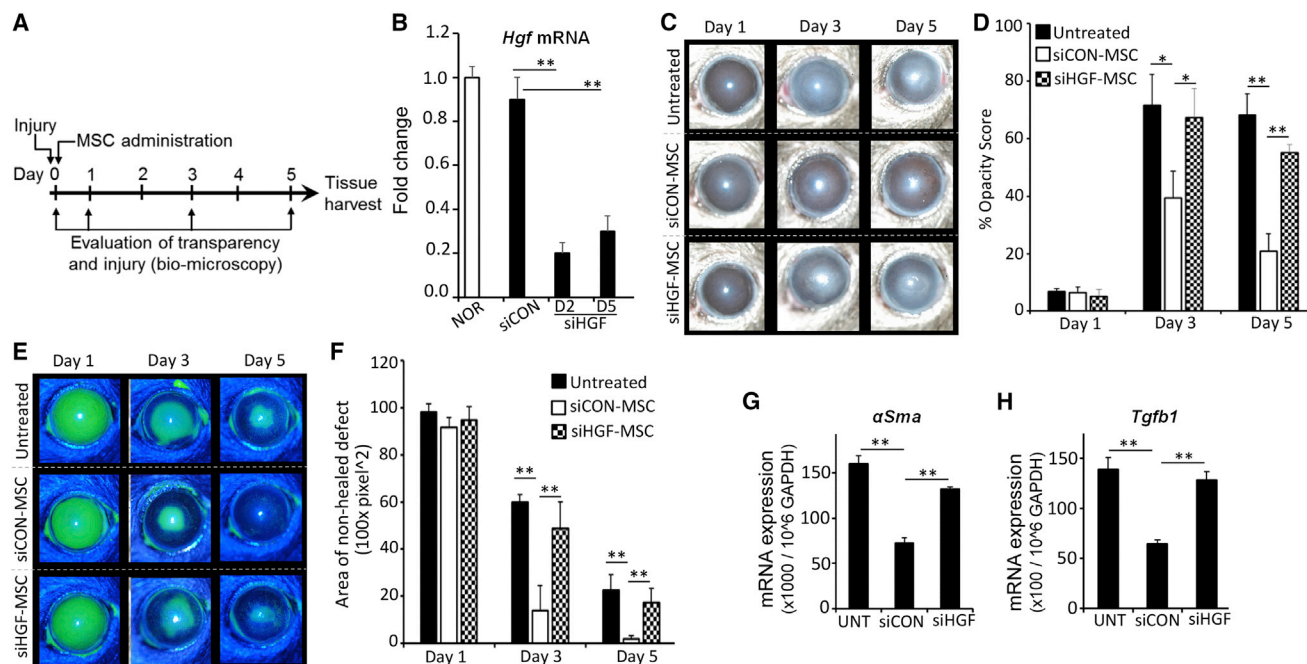 A
Injury
MSC administration
Day 0 1 2 3 4 5
Tissue
harvest
Evaluation of transparency
and injury (bio-microscopy)
B
Hgf mRNA
Fold change
1.2
1.0
0.8
0.6
0.4
0.2
0.0
**
**
NOR
siCON
D2 D5
siHGF
C
Day 1 Day 3 Day 5
Untreated
siCON-MSC
siHGF-MSC
D
% Opacity Score
100
80
60
40
20
0
Untreated
siCON-MSC
siHGF-MSC
* * ** **
Day 1 Day 3 Day 5
E
Day 1 Day 3 Day 5
Untreated
siCON-MSC
siHGF-MSC
F
Area of non-healed defect
(100x pixel^2)
120
100
80
60
40
20
0
Untreated
siCON-MSC
siHGF-MSC
** ** ** **
Day 1 Day 3 Day 5
G
αSma
mRNA expression
(x1000 / 10^6 GAPDH)
150
100
50
0
** **
UNT siCON siHGF
H
Tgfb1
mRNA expression
(x100 / 10^6 GAPDH)
150
100
50
0
** **
UNT siCON siHGF